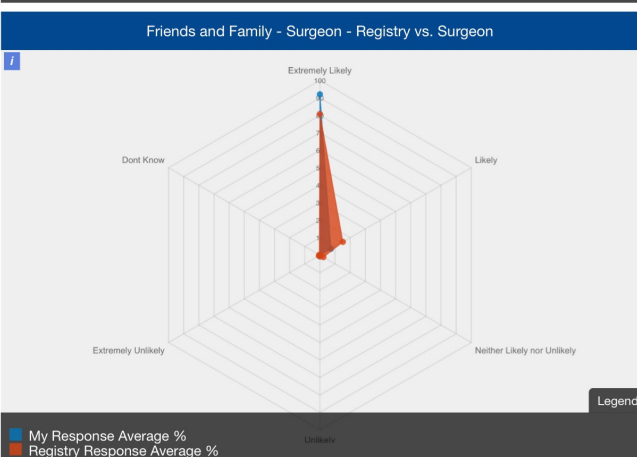 Friends and Family - Surgeon - Registry vs. Surgeon
i
Extremely Likely
100
Dont Know
Likely
Extremely Unlikely
Neither Likely nor Unlikely
Legend
Unlikely
My Response Average %
Registry Response Average %